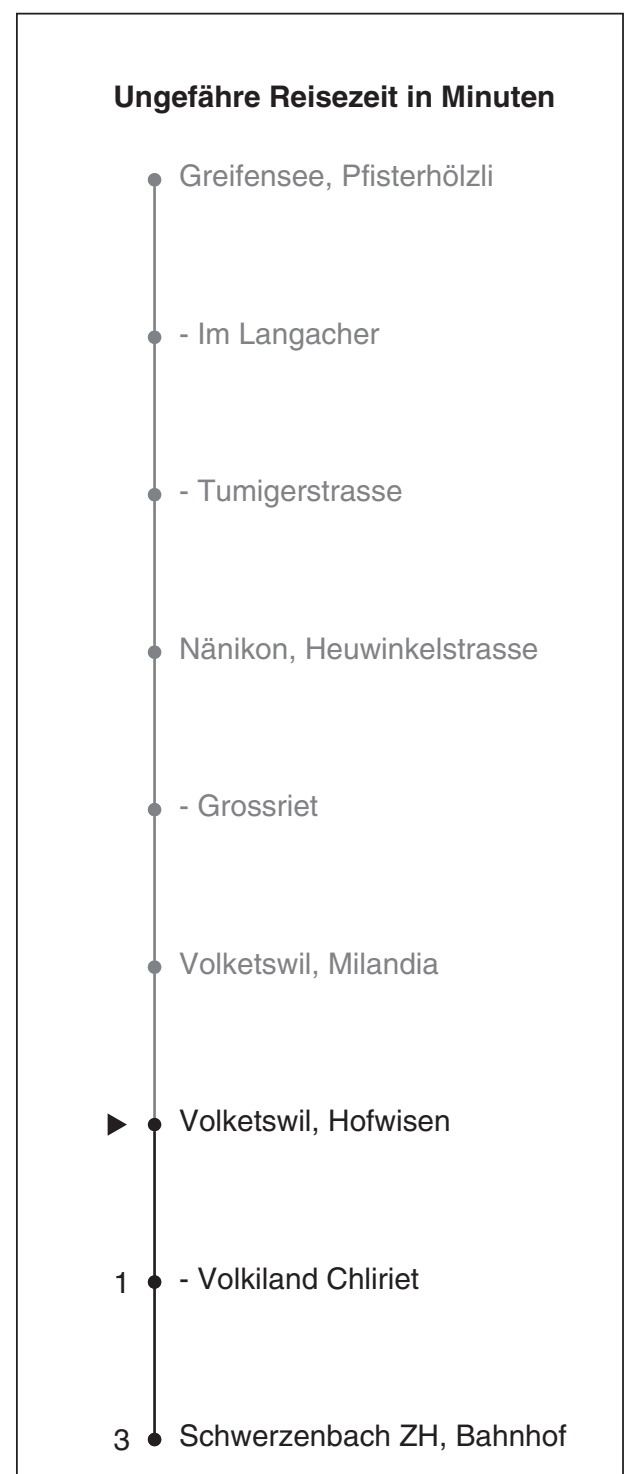 Ungefähre Reisezeit in Minuten
Greifensee, Pfisterhölzli
- Im Langacher
- Tumigerstrasse
Nänikon, Heuwinkelstrasse
- Grossriet
Volketswil, Milandia
Volketswil, Hofwisen
1 - Volkiland Chliriet
3 Schwerzenbach ZH, Bahnhof